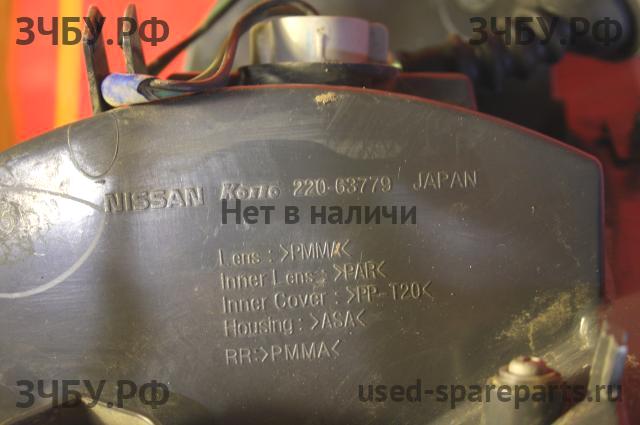 ЗЧБУ.РФ ЗЧБУ.РФ
NISSAN Koito 220-63779 JAPAN
Нет в наличи
Lens : >PMMA<
Inner Lens : >PAR<
Inner Cover : >PP-T20<
Housing : >ASA<
RR:>PMMA<
ЗЧБУ.РФ used-spareparts.ru